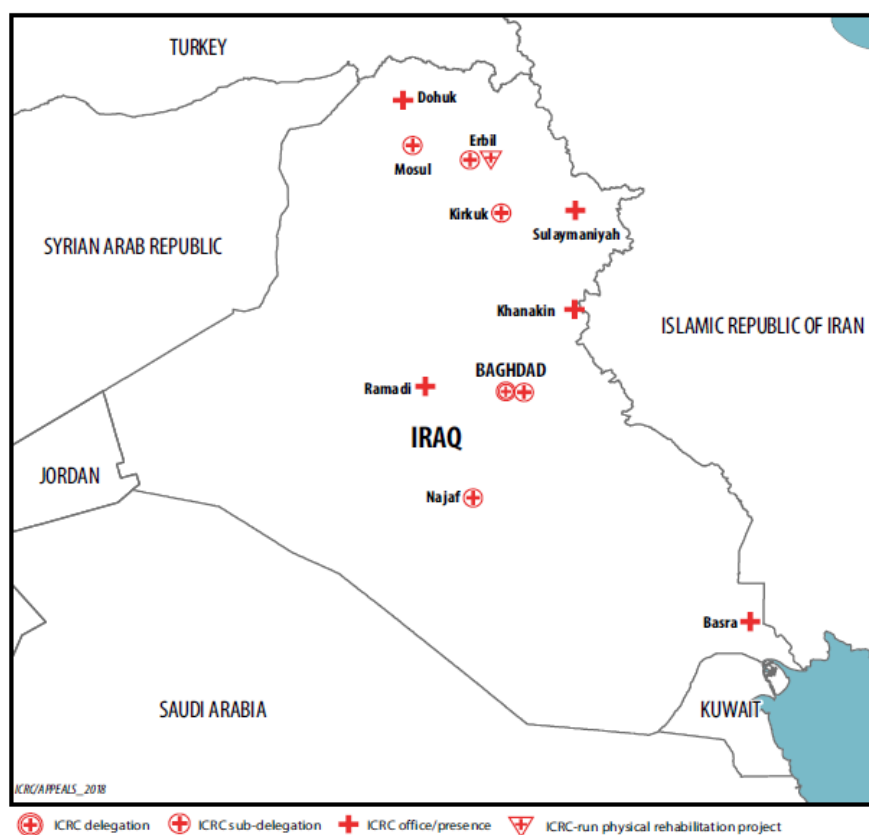 TURKEY
Dohuk
Erbil
Mosul
Kirkuk
Sulaymaniyah
SYRIAN ARAB REPUBLIC
Khanakin
ISLAMIC REPUBLIC OF IRAN
BAGHDAD
Ramadi
IRAQ
JORDAN
Najaf
Basra
SAUDI ARABIA
KUWAIT
ICRC/APPEALS_2018
ICRC delegation ICRC sub-delegation ICRC office/presence ICRC-run physical rehabilitation project